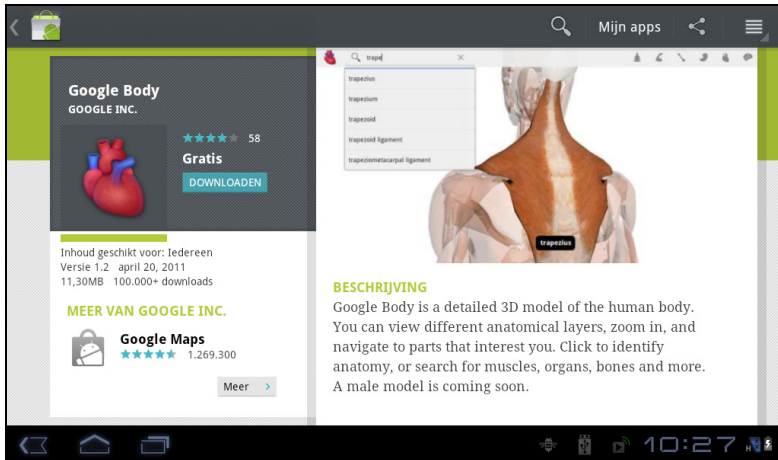 Mijn apps
Google Body
GOOGLE INC.
58
Gratis
DOWNLOADEN
Inhoud geschikt voor: Iedereen
Versie 1.2 april 20, 2011
11,30MB 100.000+ downloads
MEER VAN GOOGLE INC.
Google Maps
1.269.300
Meer
trape
trapezius
trapezium
trapezoid
trapezoid ligament
trapeziometacarpal ligament
trapezius
BESCHRIJVING
Google Body is a detailed 3D model of the human body.
You can view different anatomical layers, zoom in, and
navigate to parts that interest you. Click to identify
anatomy, or search for muscles, organs, bones and more.
A male model is coming soon.
10:27
H